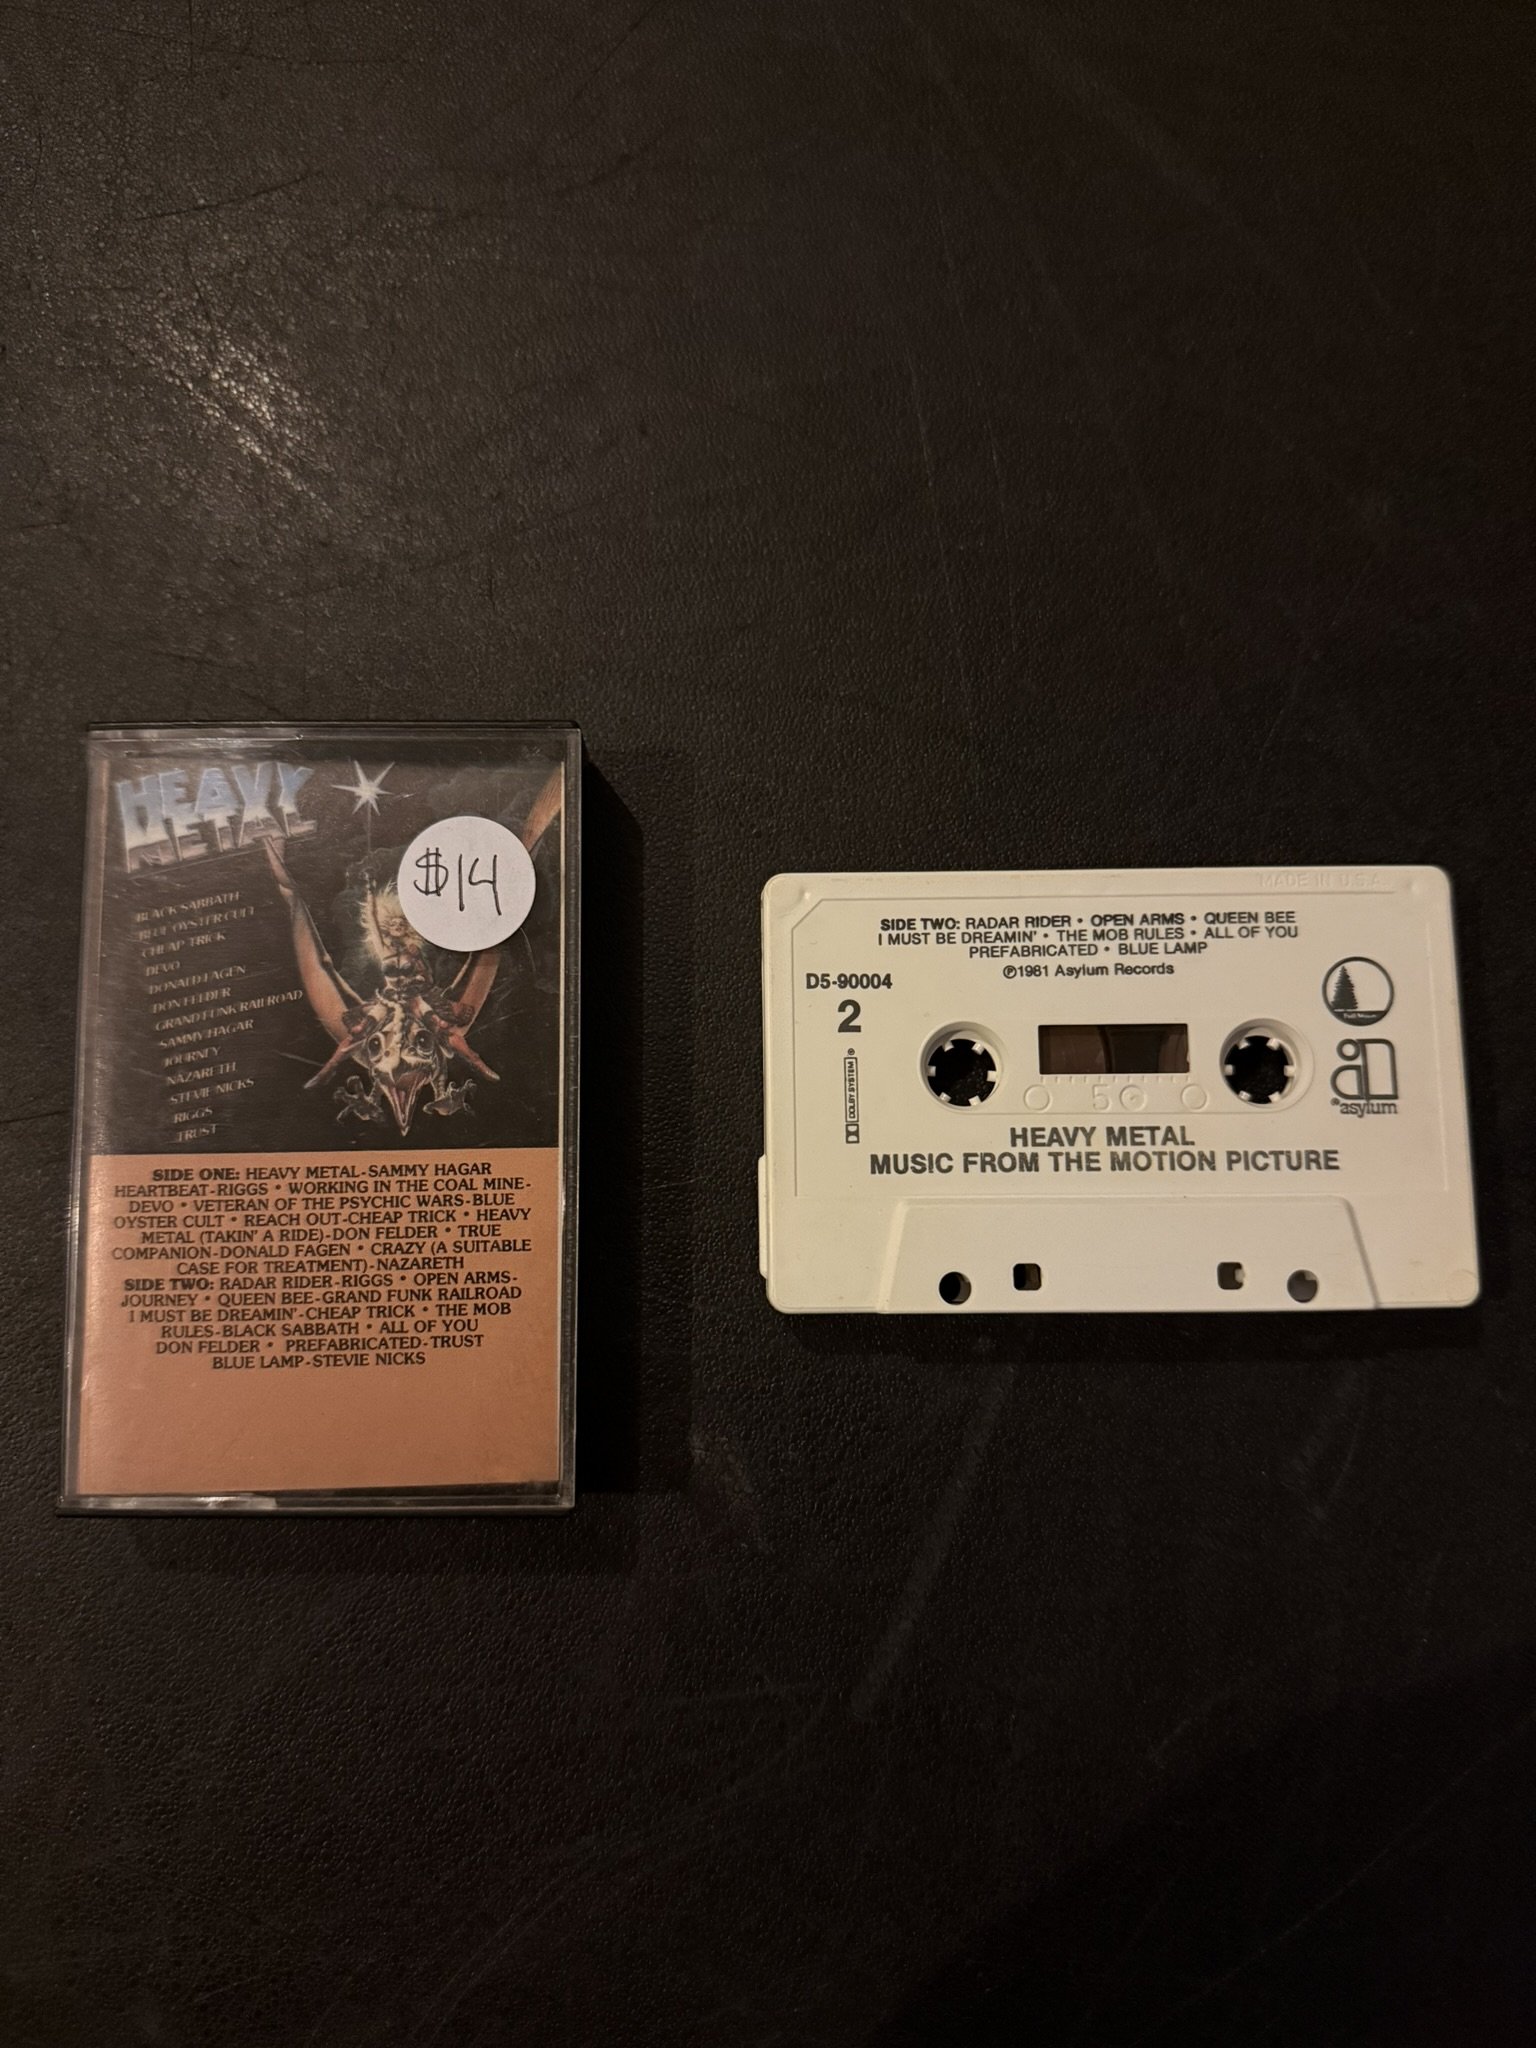 HEAVY
METAL
$14
BLACK SABBATH
BLUE OYSTER CULT
CHEAP TRICK
DEVO
DONALD FAGEN
DON FELDER
GRAND FUNK RAILROAD
SAMMY HAGAR
JOURNEY
NAZARETH
STEVIE NICKS
RIGGS
TRUST
SIDE ONE: HEAVY METAL-SAMMY HAGAR
HEARTBEAT-RIGGS • WORKING IN THE COAL MINE-
DEVO • VETERAN OF THE PSYCHIC WARS-BLUE
OYSTER CULT • REACH OUT-CHEAP TRICK • HEAVY
METAL (TAKIN' A RIDE)-DON FELDER • TRUE
COMPANION-DONALD FAGEN • CRAZY (A SUITABLE
CASE FOR TREATMENT)-NAZARETH
SIDE TWO: RADAR RIDER-RIGGS • OPEN ARMS-
JOURNEY • QUEEN BEE-GRAND FUNK RAILROAD
I MUST BE DREAMIN'-CHEAP TRICK • THE MOB
RULES-BLACK SABBATH • ALL OF YOU
DON FELDER • PREFABRICATED-TRUST
BLUE LAMP-STEVIE NICKS
MADE IN U.S.A.
SIDE TWO: RADAR RIDER • OPEN ARMS • QUEEN BEE
I MUST BE DREAMIN' • THE MOB RULES • ALL OF YOU
PREFABRICATED • BLUE LAMP
℗1981 Asylum Records
D5-90004
2
DOLBY SYSTEM®
Full Moon
50
®asylum
HEAVY METAL
MUSIC FROM THE MOTION PICTURE